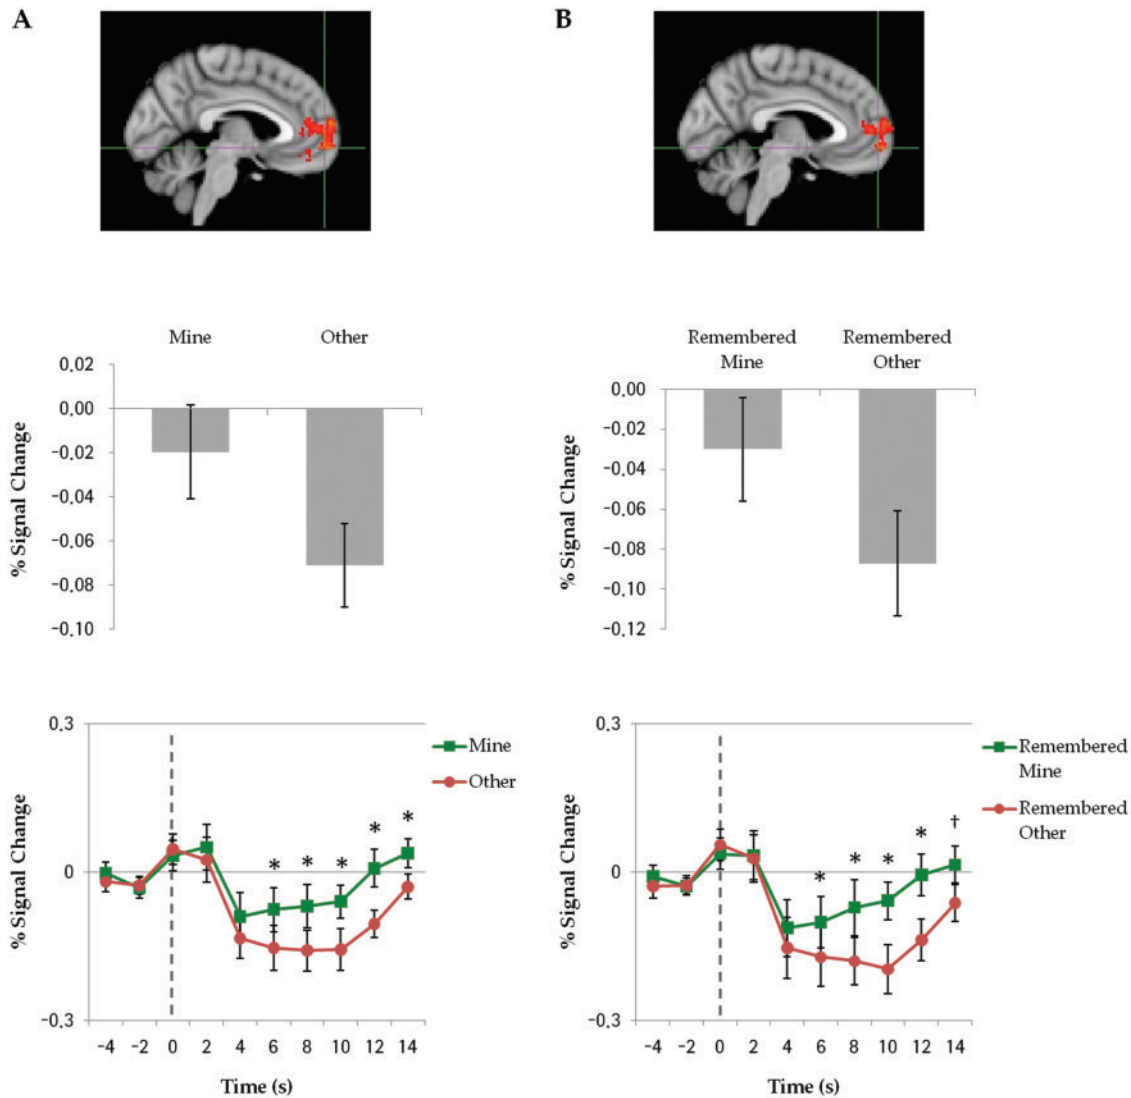 A
B
Mine
Other
% Signal Change
0.02
0.00
-0.02
-0.04
-0.06
-0.08
-0.10
Remembered
Mine
Remembered
Other
% Signal Change
0.00
-0.02
-0.04
-0.06
-0.08
-0.10
-0.12
% Signal Change
0.3
0
-0.3
* * * * *
Mine
Other
-4 -2 0 2 4 6 8 10 12 14
Time (s)
% Signal Change
0.3
0
-0.3
* * * * †
Remembered
Mine
Remembered
Other
-4 -2 0 2 4 6 8 10 12 14
Time (s)